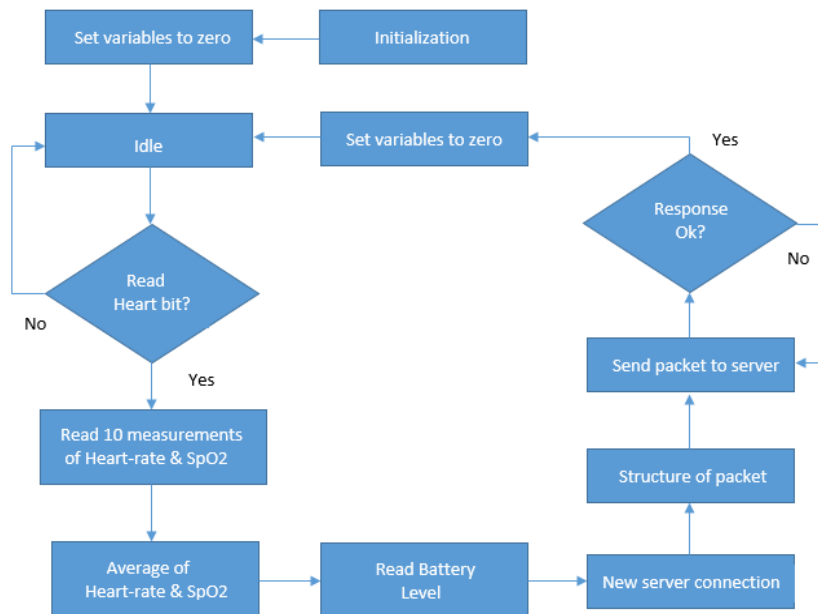 Set variables to zero
Initialization
Idle
Set variables to zero
Yes
Response
Ok?
No
Read
Heart bit?
No
Yes
Send packet to server
Read 10 measurements
of Heart-rate & SpO2
Structure of packet
Average of
Heart-rate & SpO2
Read Battery
Level
New server connection